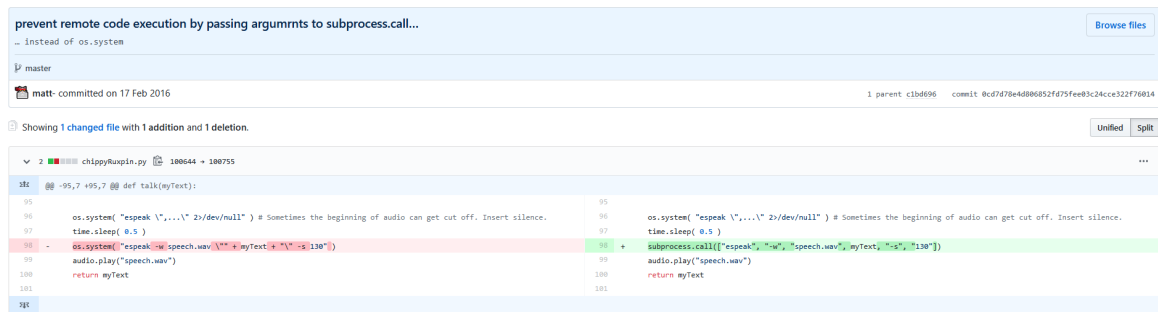 prevent remote code execution by passing argumrnts to subprocess.call...
Browse files
… instead of os.system
master
matt- committed on 17 Feb 2016
1 parent c1bd696 commit 0cd7d78e4d806852fd75fee03c24cce322f76014
Showing 1 changed file with 1 addition and 1 deletion.
Unified Split
2 chippyRuxpin.py 100644 → 100755
@@ -95,7 +95,7 @@ def talk(myText):
95 95
96 os.system( "espeak \",...\" 2>/dev/null" ) # Sometimes the beginning of audio can get cut off. Insert silence. 96 os.system( "espeak \",...\" 2>/dev/null" ) # Sometimes the beginning of audio can get cut off. Insert silence.
97 time.sleep( 0.5 ) 97 time.sleep( 0.5 )
98 - os.system( "espeak -w speech.wav \"" + myText + "\" -s 130" ) 98 + subprocess.call(["espeak", "-w", "speech.wav", myText, "-s", "130"])
99 audio.play("speech.wav") 99 audio.play("speech.wav")
100 return myText 100 return myText
101 101